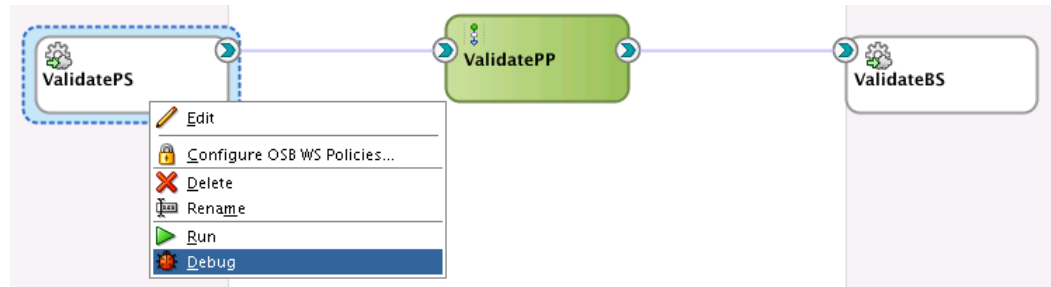 ValidatePS
ValidatePP
ValidateBS
Edit
Configure OSB WS Policies...
Delete
Rename
Run
Debug